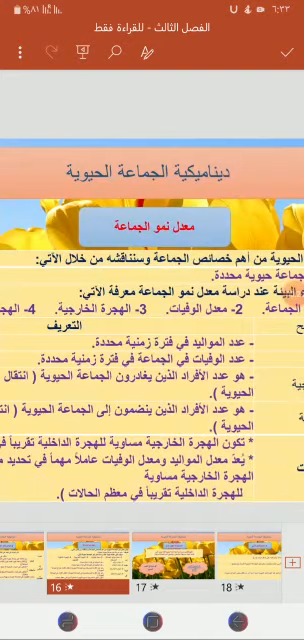 ٦:٣٣
%٨١
الفصل الثالث - للقراءة فقط
ديناميكية الجماعة الحيوية
معدل نمو الجماعة
الحيوية من أهم خصائص الجماعة وسنناقشه من خلال الآتي:
جماعة حيوية محددة.
البيئة عند دراسة معدل نمو الجماعة معرفة الآتي:
الجماعة. 2- معدل الوفيات. 3- الهجرة الخارجية. 4- الهج
التعريف
- عدد المواليد في فترة زمنية محددة.
- عدد الوفيات في الجماعة في فترة زمنية محددة.
- هو عدد الأفراد الذين يغادرون الجماعة الحيوية ( انتقال
الحيوية ).
- هو عدد الأفراد الذين ينضمون إلى الجماعة الحيوية ( انت
الحيوية ).
* تكون الهجرة الخارجية مساوية للهجرة الداخلية تقريباً في
* يُعدّ معدل المواليد ومعدل الوفيات عاملاً مهماً في تحديد م
الهجرة الخارجية مساوية
للهجرة الداخلية تقريباً في معظم الحالات ).
16
17
18